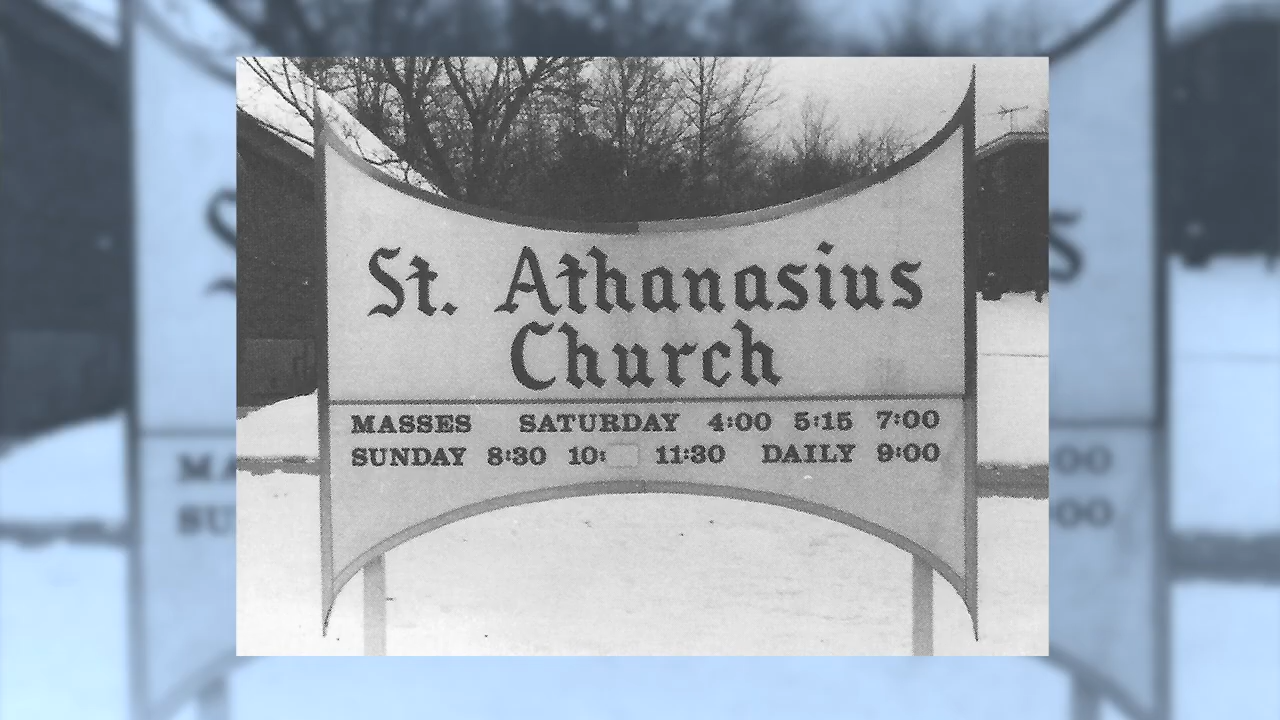 St. Athanasius
Church
MASSES SATURDAY 4:00 5:15 7:00
SUNDAY 8:30 10: 11:30 DAILY 9:00